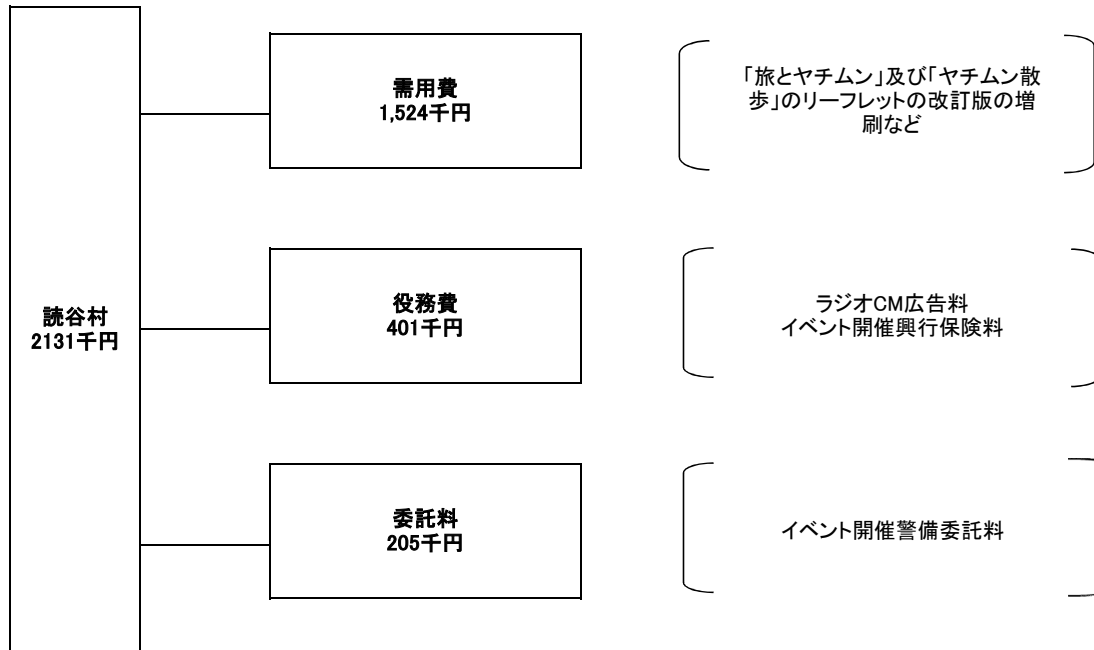 読谷村
2131千円
需用費
1,524千円
「旅とヤチムン」及び「ヤチムン散
歩」のリーフレットの改訂版の増
刷など
役務費
401千円
ラジオCM広告料
イベント開催興行保険料
委託料
205千円
イベント開催警備委託料